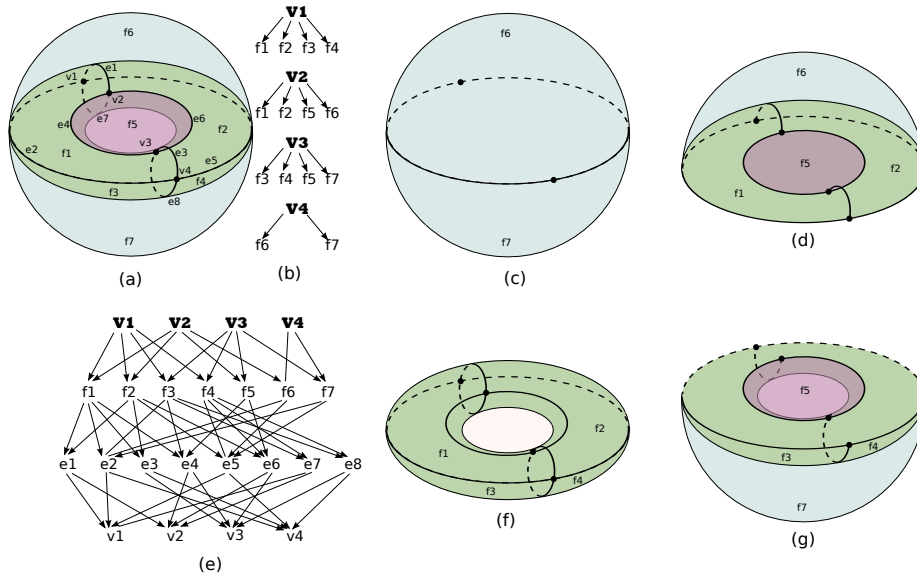 f6
v1
e1
v2
e7
f5
e6
e4
v3
f2
e2
f1
e3
e5
v4
f3
f4
e8
f7
(a)
V1
f1 f2 f3 f4
V2
f1 f2 f5 f6
V3
f3 f4 f5 f7
V4
f6 f7
(b)
f6
f7
(c)
f6
f5
f2
f1
(d)
V1 V2 V3 V4
f1 f2 f3 f4 f5 f6 f7
e1 e2 e3 e4 e5 e6 e7 e8
v1 v2 v3 v4
(e)
f2
f1
f3
f4
(f)
f5
f4
f3
f7
(g)